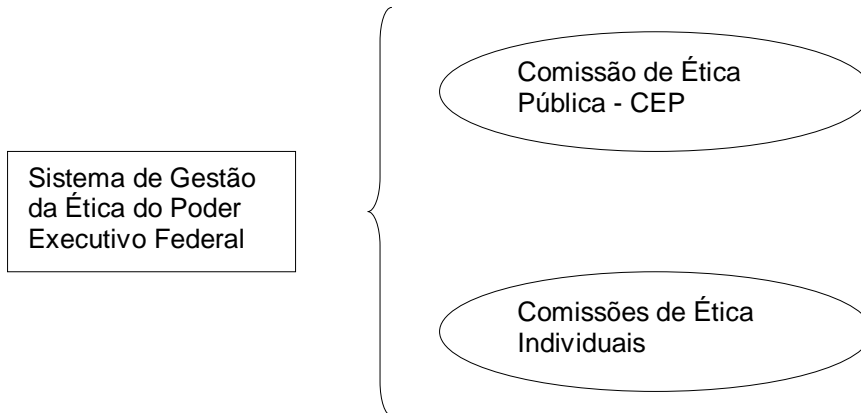 Comissão de Ética
Pública - CEP
Sistema de Gestão
da Ética do Poder
Executivo Federal
Comissões de Ética
Individuais